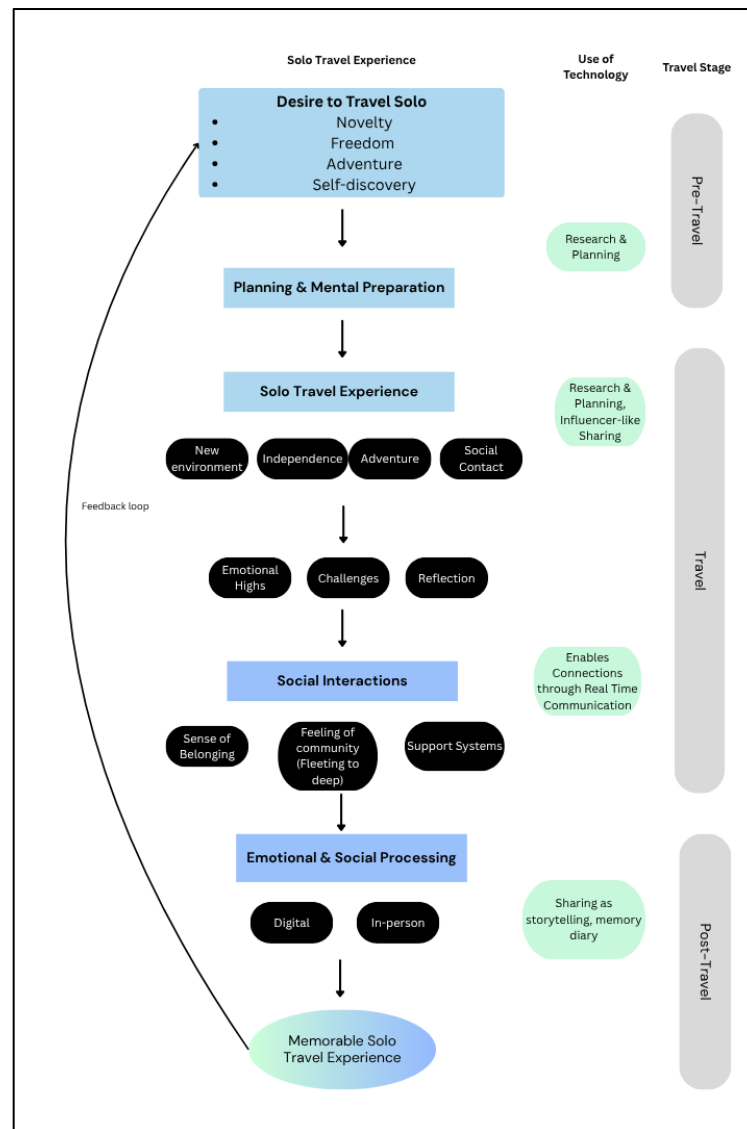 Solo Travel Experience
Use of
Technology
Travel Stage
Desire to Travel Solo
• Novelty
• Freedom
• Adventure
• Self-discovery
Pre-Travel
Research &
Planning
Planning & Mental Preparation
Solo Travel Experience
Research &
Planning,
Influencer-like
Sharing
New
environment
Independence
Adventure
Social
Contact
Feedback loop
Travel
Emotional
Highs
Challenges
Reflection
Social Interactions
Enables
Connections
through Real Time
Communication
Sense of
Belonging
Feeling of
community
(Fleeting to
deep)
Support Systems
Emotional & Social Processing
Digital
In-person
Sharing as
storytelling, memory
diary
Post-Travel
Memorable Solo
Travel Experience